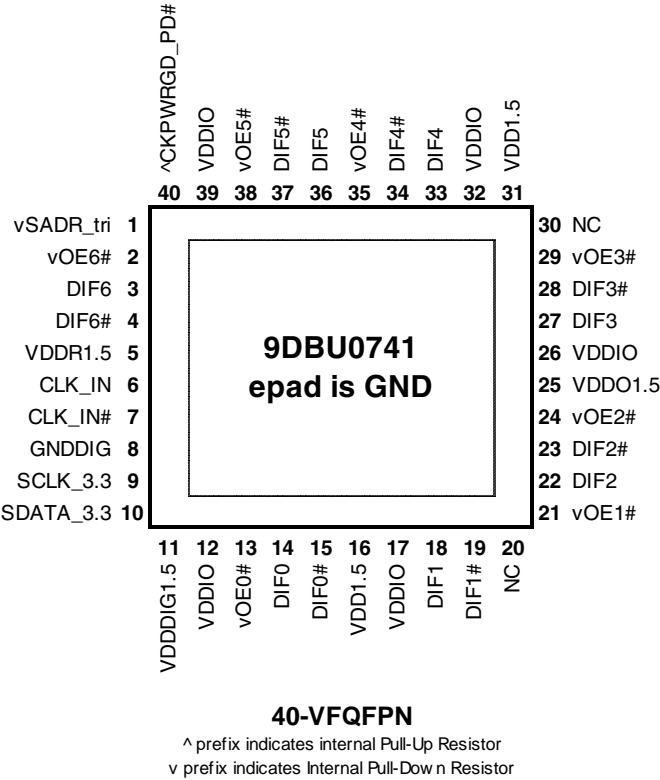 ^CKPWRGD_PD#
VDDIO
vOE5#
DIF5#
DIF5
vOE4#
DIF4#
DIF4
VDDIO
VDD1.5
40 39 38 37 36 35 34 33 32 31
vSADR_tri 1
vOE6# 2
DIF6 3
DIF6# 4
VDDR1.5 5
CLK_IN 6
CLK_IN# 7
GNDDIG 8
SCLK_3.3 9
SDATA_3.3 10
9DBU0741
epad is GND
30 NC
29 vOE3#
28 DIF3#
27 DIF3
26 VDDIO
25 VDDO1.5
24 vOE2#
23 DIF2#
22 DIF2
21 vOE1#
11 12 13 14 15 16 17 18 19 20
VDDDIG1.5
VDDIO
vOE0#
DIF0
DIF0#
VDD1.5
VDDIO
DIF1
DIF1#
NC
40-VFQFPN
^ prefix indicates internal Pull-Up Resistor
v prefix indicates Internal Pull-Down Resistor